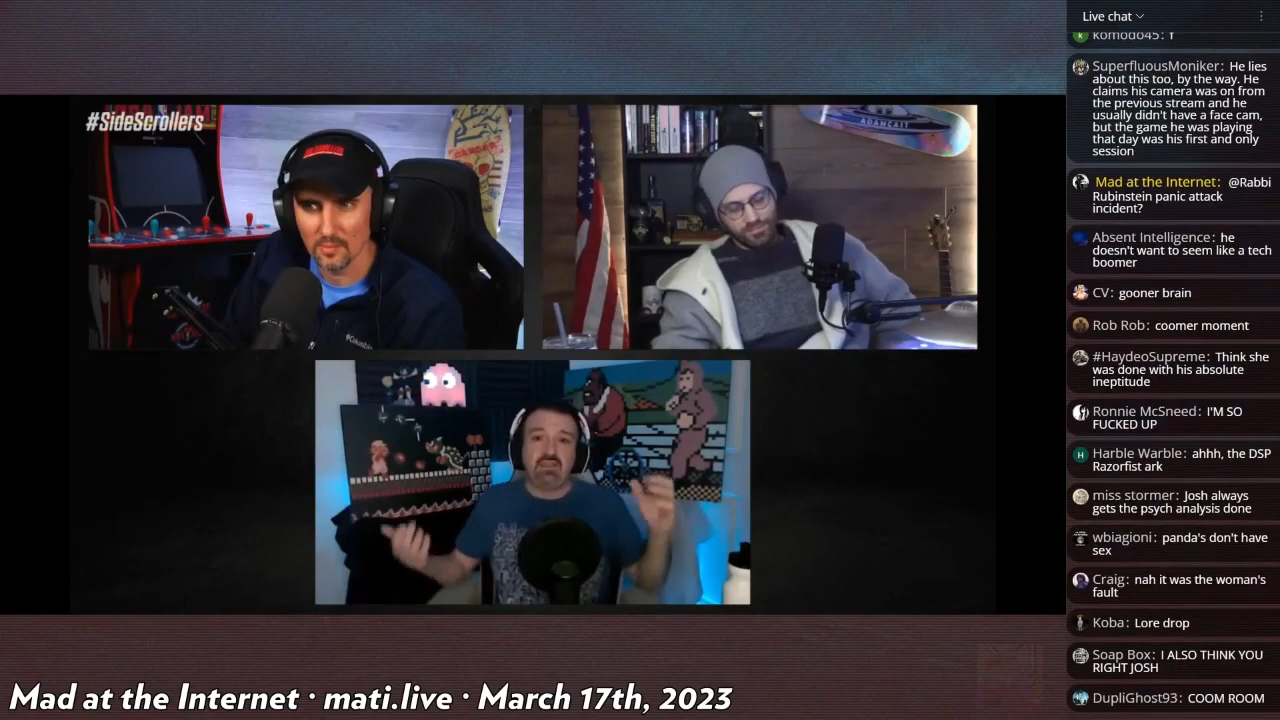 #SideScrollers
ADAMCAST
Columbia
Live chat
Komodo45: Y
SuperfluousMoniker: He lies
about this too, by the way. He
claims his camera was on from
the previous stream and he
usually didn't have a face cam,
but the game he was playing
that day was his first and only
session
Mad at the Internet: @Rabbi
Rubinstein panic attack
incident?
Absent Intelligence: he
doesn't want to seem like a tech
boomer
CV: gooner brain
Rob Rob: coomer moment
#HaydeoSupreme: Think she
was done with his absolute
ineptitude
Ronnie McSneed: I'M SO
FUCKED UP
H Harble Warble: ahhh, the DSP
Razorfist ark
miss stormer: Josh always
gets the psych analysis done
wbiagioni: panda's don't have
sex
Craig: nah it was the woman's
fault
Koba: Lore drop
Soap Box: I ALSO THINK YOU
RIGHT JOSH
DupliGhost93: COOM ROOM
Mad at the Internet · mati.live · March 17th, 2023